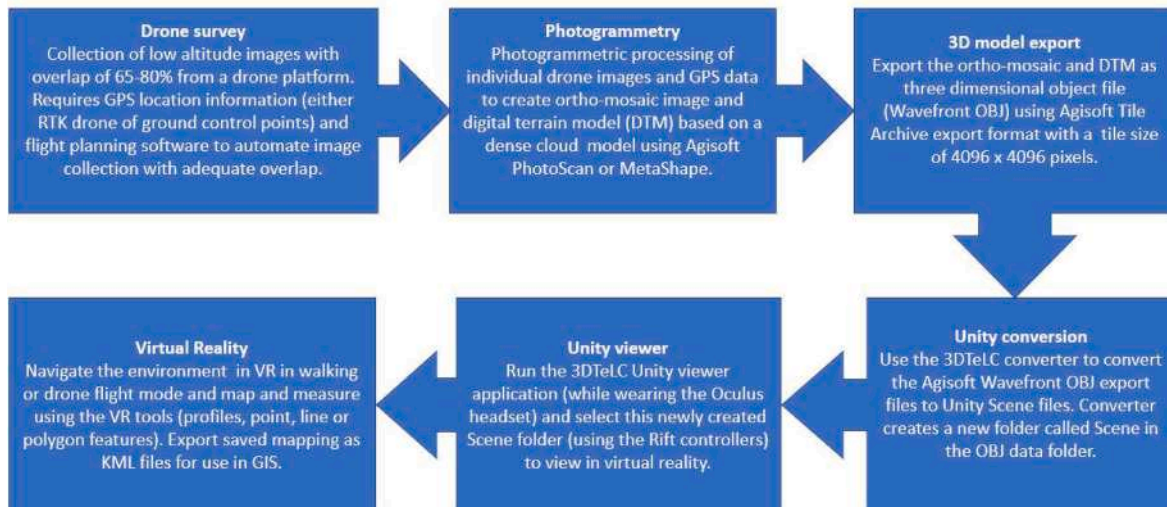 Drone survey
Collection of low altitude images with
overlap of 65-80% from a drone platform.
Requires GPS location information (either
RTK drone of ground control points) and
flight planning software to automate image
collection with adequate overlap.
Photogrammetry
Photogrammetric processing of
individual drone images and GPS data
to create ortho-mosaic image and
digital terrain model (DTM) based on a
dense cloud model using Agisoft
PhotoScan or MetaShape.
3D model export
Export the ortho-mosaic and DTM as
three dimensional object file
(Wavefront OBJ) using Agisoft Tile
Archive export format with a tile size
of 4096 x 4096 pixels.
Unity conversion
Use the 3DTeLC converter to convert
the Agisoft Wavefront OBJ export
files to Unity Scene files. Converter
creates a new folder called Scene in
the OBJ data folder.
Unity viewer
Run the 3DTeLC Unity viewer
application (while wearing the Oculus
headset) and select this newly created
Scene folder (using the Rift controllers)
to view in virtual reality.
Virtual Reality
Navigate the environment in VR in walking
or drone flight mode and map and measure
using the VR tools (profiles, point, line or
polygon features). Export saved mapping as
KML files for use in GIS.